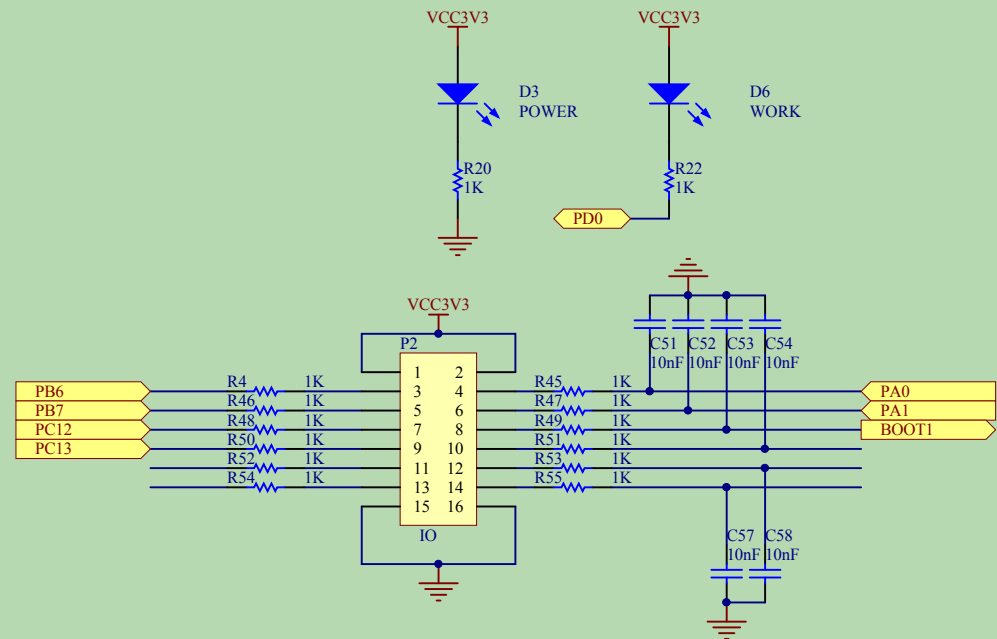 VCC3V3
VCC3V3
D3
POWER
D6
WORK
R20
1K
R22
1K
PD0
VCC3V3
P2
C51
C52
C53
C54
10nF
10nF
10nF
10nF
1
2
PB6
R4
1K
3
4
R45
1K
PA0
PB7
R46
1K
5
6
R47
1K
PA1
PC12
R48
1K
7
8
R49
1K
BOOT1
PC13
R50
1K
9
10
R51
1K
R52
1K
11
12
R53
1K
R54
1K
13
14
R55
1K
15
16
IO
C57
C58
10nF
10nF